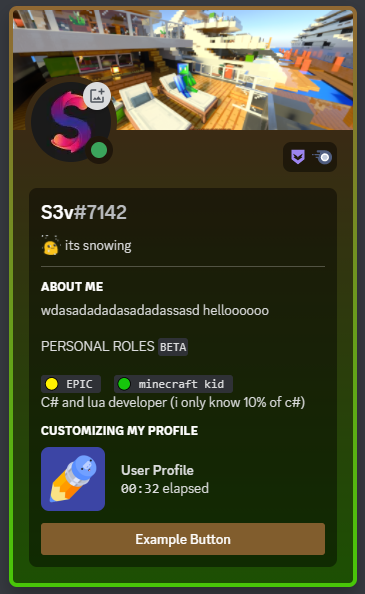 S3v#7142
its snowing
ABOUT ME
wdasadadadasadadassasd helloooooo
PERSONAL ROLES BETA
EPIC minecraft kid
C# and lua developer (i only know 10% of c#)
CUSTOMIZING MY PROFILE
User Profile
00:32 elapsed
Example Button